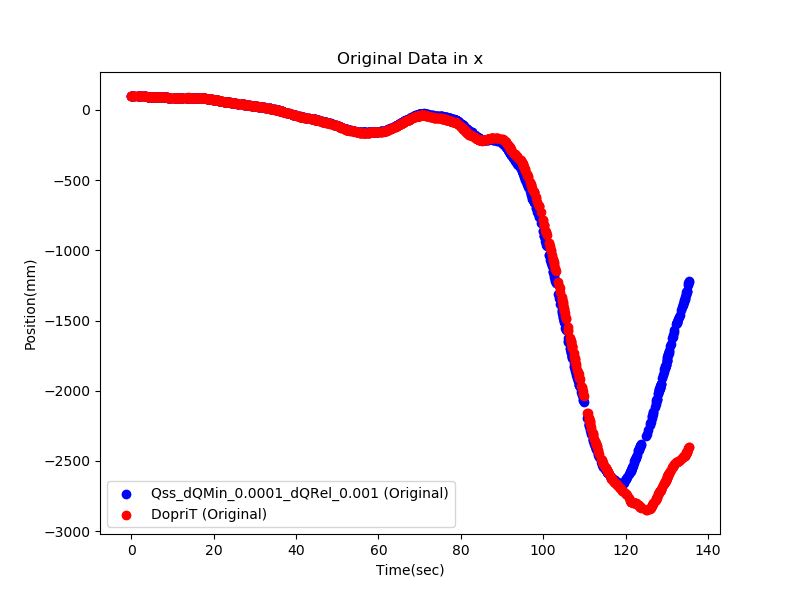 Original Data in x
Position(mm)
0
−500
−1000
−1500
−2000
−2500
−3000
Qss_dQMin_0.0001_dQRel_0.001 (Original)
DopriT (Original)
0 20 40 60 80 100 120 140
Time(sec)